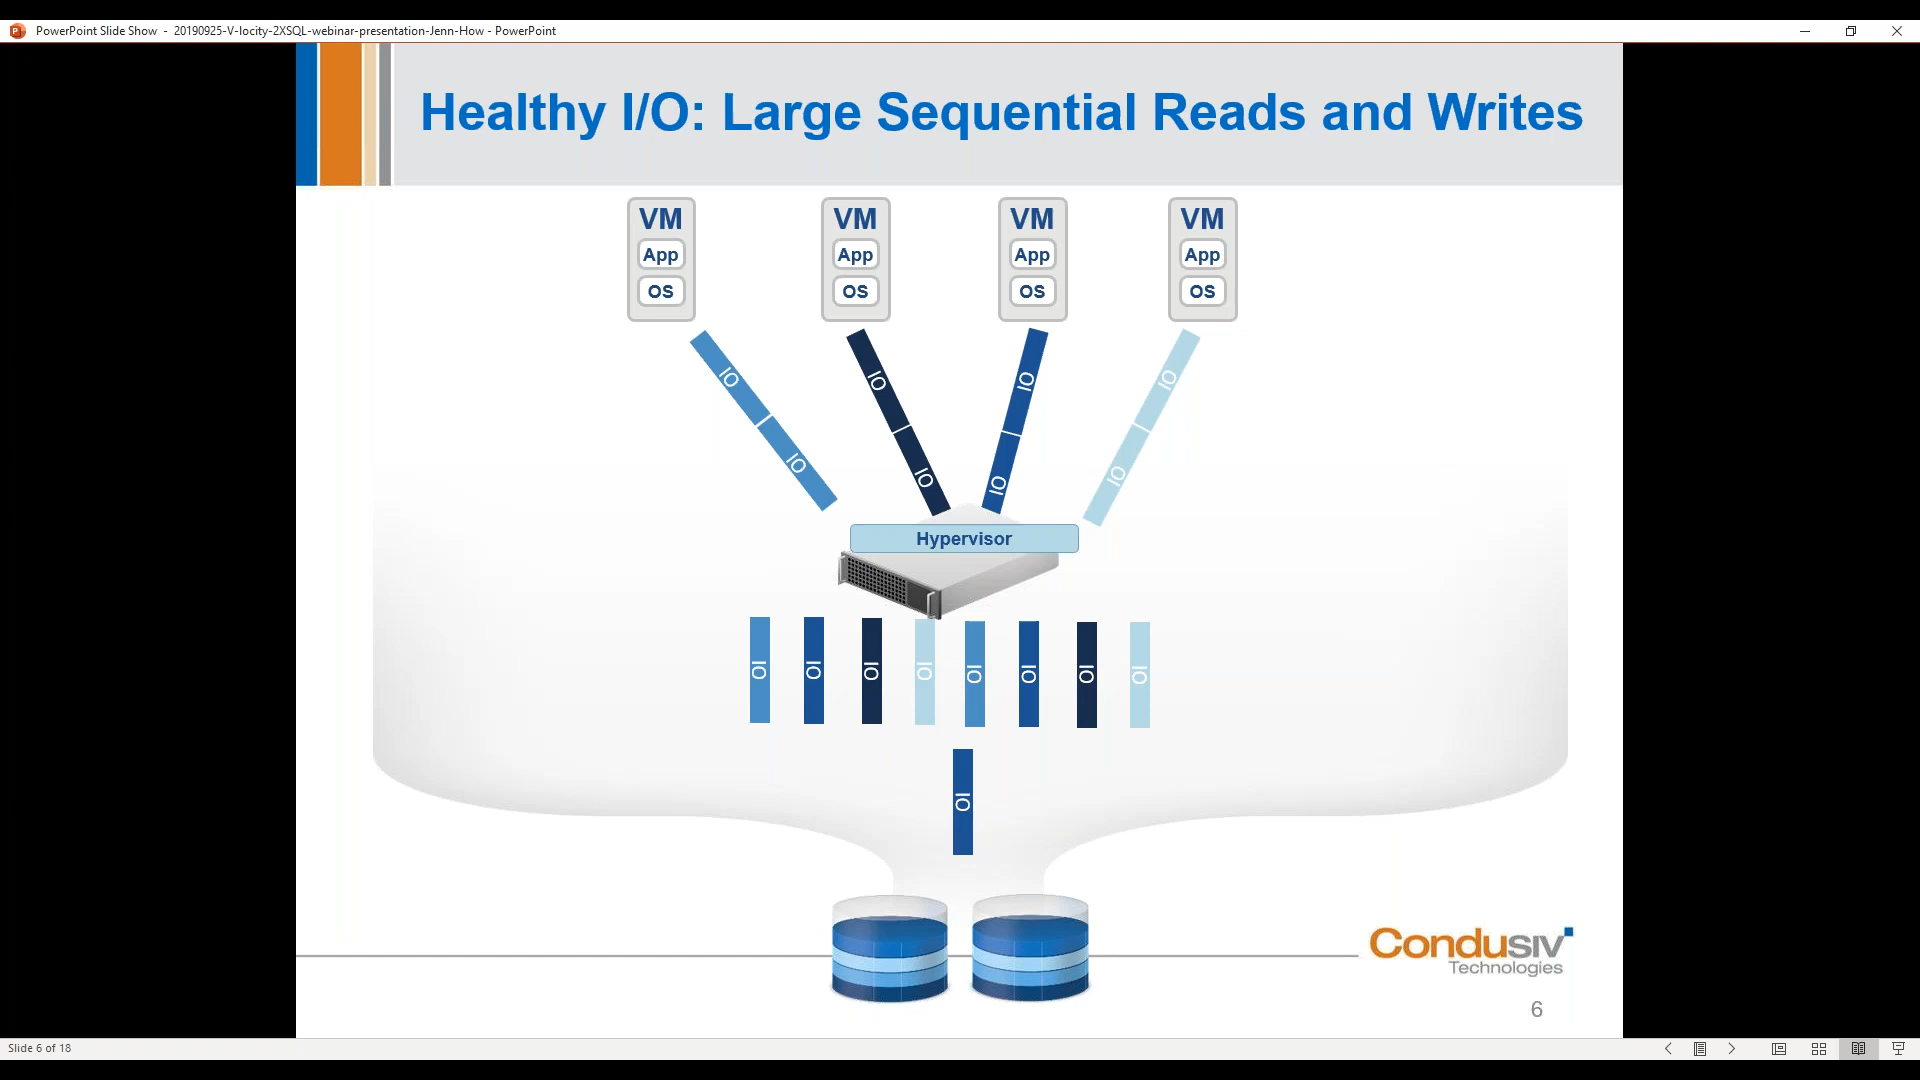 PowerPoint Slide Show - 20190925-V-locity-2XSQL-webinar-presentation-Jenn-How - PowerPoint
Healthy I/O: Large Sequential Reads and Writes
VM VM VM VM
App App App App
OS OS OS OS
IO IO IO IO
IO IO IO IO
Hypervisor
IO IO IO IO IO IO IO IO
IO
Condusiv
Technologies
6
Slide 6 of 18